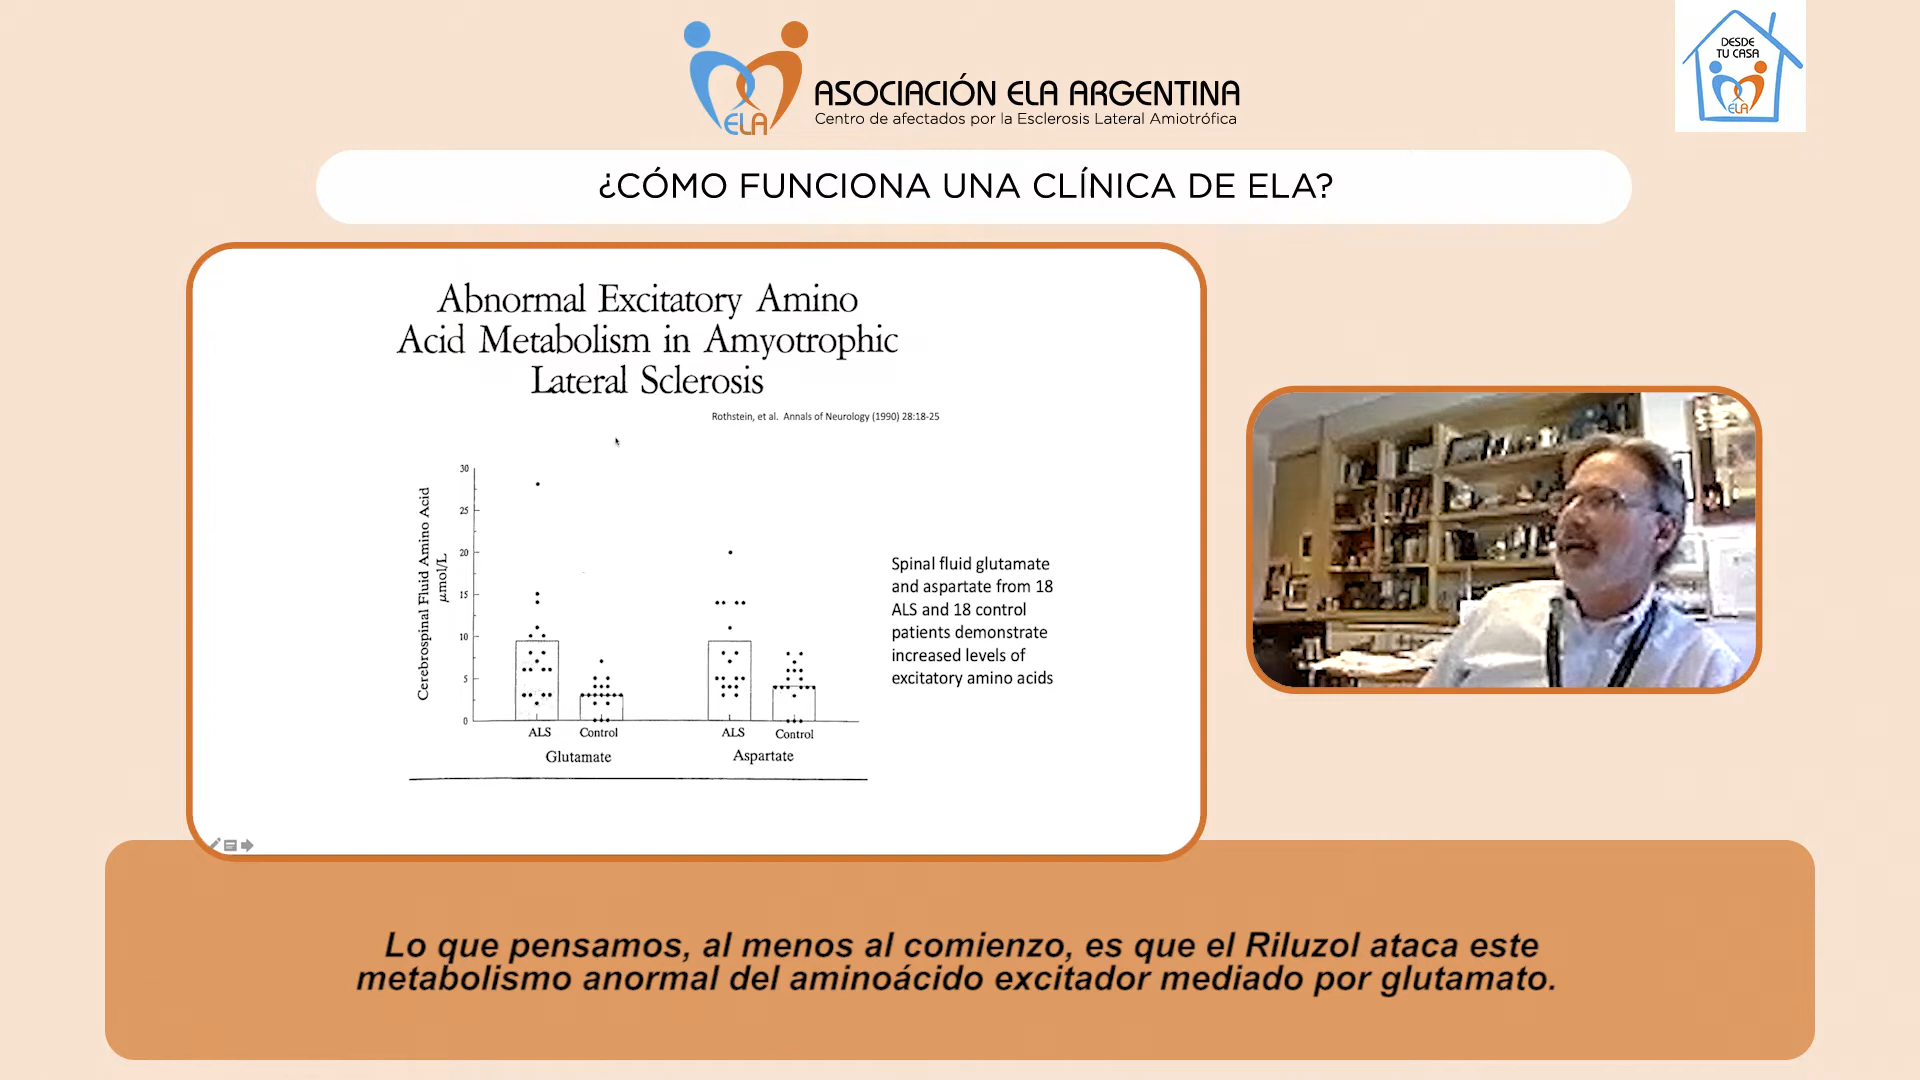 ELA
ASOCIACIÓN ELA ARGENTINA
Centro de afectados por la Esclerosis Lateral Amiotrófica
DESDE
TU CASA
ELA
¿CÓMO FUNCIONA UNA CLÍNICA DE ELA?
Abnormal Excitatory Amino
Acid Metabolism in Amyotrophic
Lateral Sclerosis
Rothstein, et al. Annals of Neurology (1990) 28:18-25
Cerebrospinal Fluid Amino Acid
µmol/L
30
25
20
15
10
5
0
ALS
Control
ALS
Control
Glutamate
Aspartate
Spinal fluid glutamate
and aspartate from 18
ALS and 18 control
patients demonstrate
increased levels of
excitatory amino acids
Lo que pensamos, al menos al comienzo, es que el Riluzol ataca este
metabolismo anormal del aminoácido excitador mediado por glutamato.